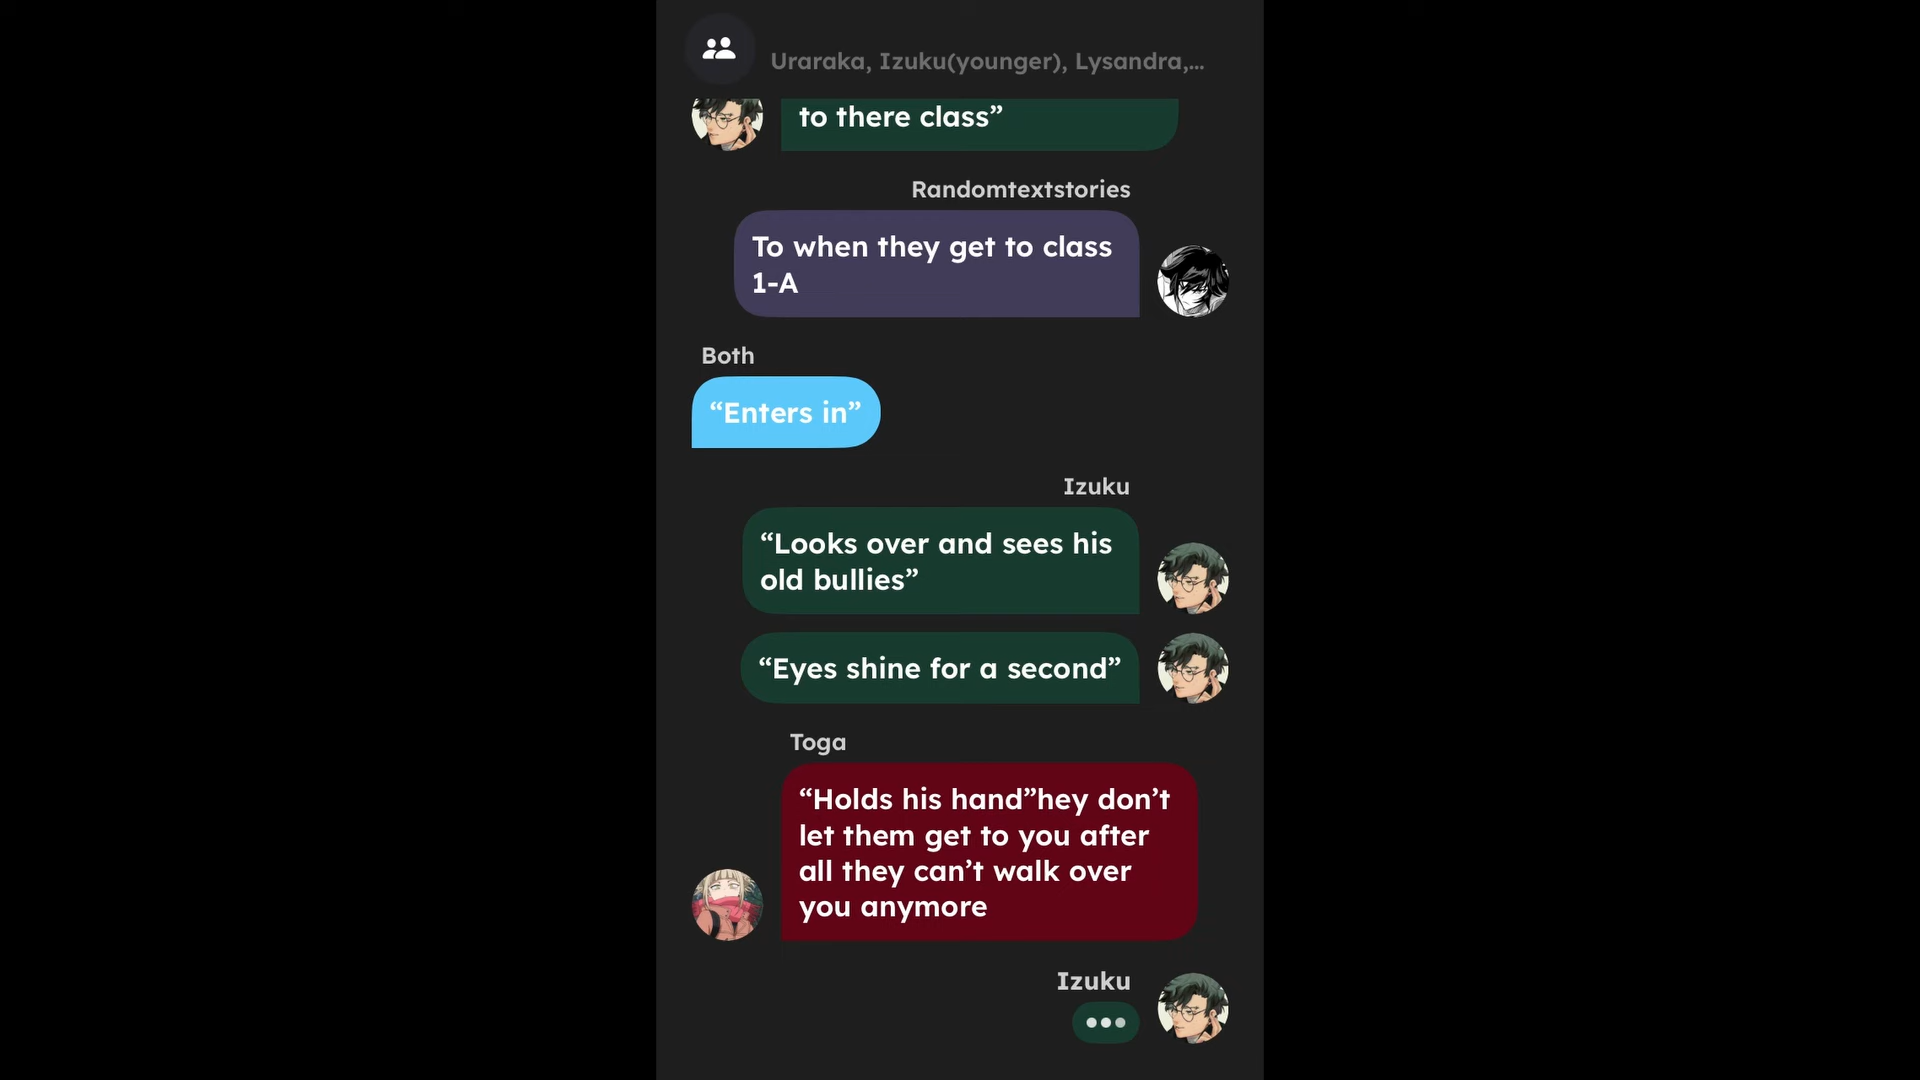 Uraraka, Izuku(younger), Lysandra,...
to there class”
Randomtextstories
To when they get to class
1-A
Both
“Enters in”
Izuku
“Looks over and sees his
old bullies”
“Eyes shine for a second”
Toga
“Holds his hand”hey don’t
let them get to you after
all they can’t walk over
you anymore
Izuku